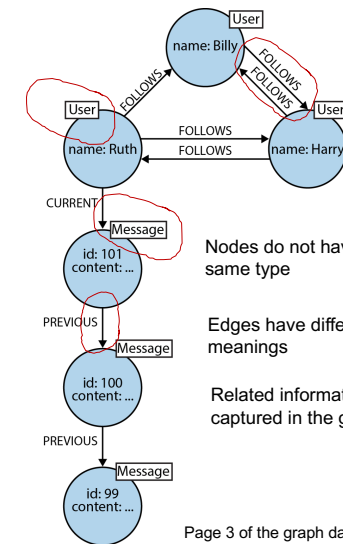 User
name: Billy
FOLLOWS
FOLLOWS
FOLLOWS
User
User
name: Ruth
FOLLOWS
FOLLOWS
name: Harry
CURRENT
Message
id: 101
content: ...
Nodes do not hav
same type
PREVIOUS
Edges have diffe
meanings
Message
id: 100
content: ...
Related informat
captured in the g
PREVIOUS
Message
id: 99
content: ...
Page 3 of the graph da